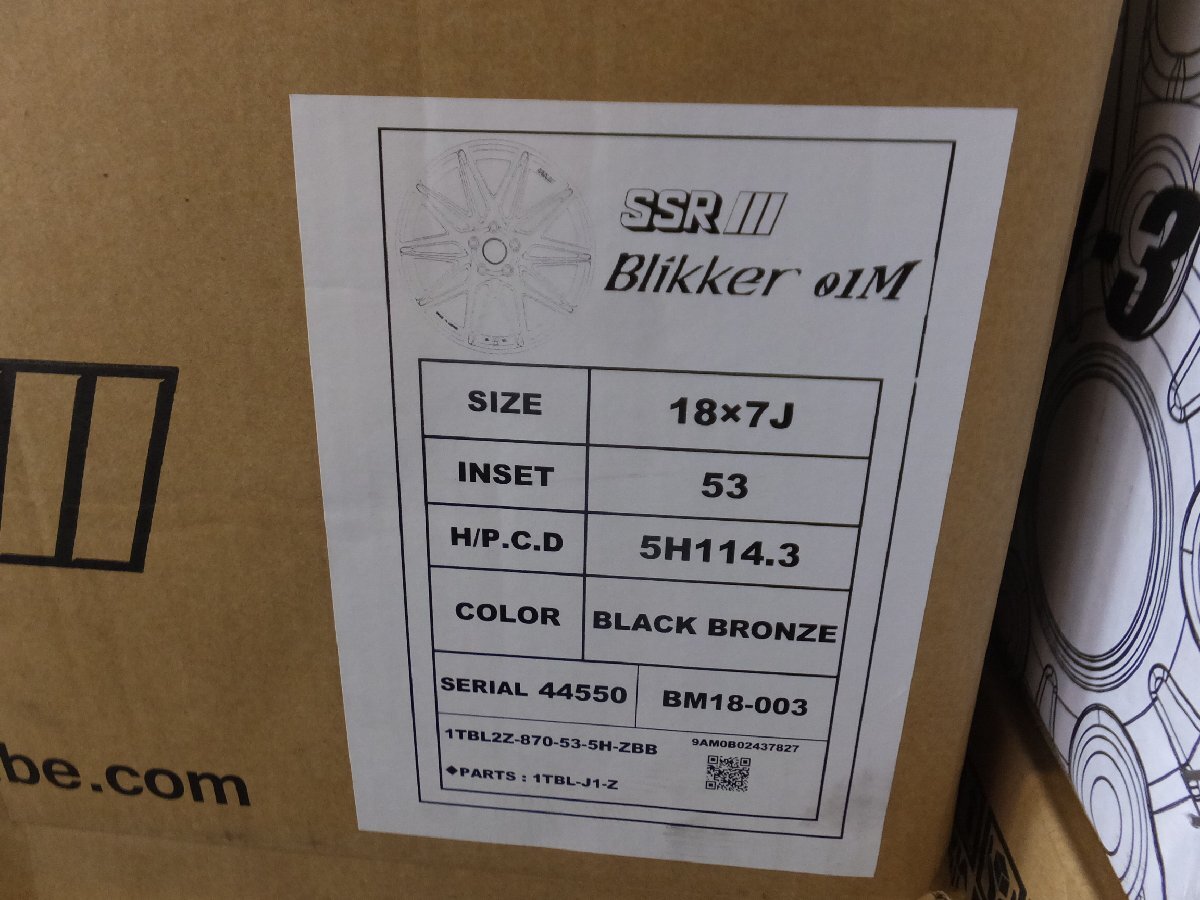 SSR
Blikker 01M
SIZE 18×7J
INSET 53
H/P.C.D 5H114.3
COLOR BLACK BRONZE
SERIAL 44550 BM18-003
1TBL2Z-870-53-5H-ZBB 9AM0B02437827
◆PARTS : 1TBL-J1-Z
be.com
.3